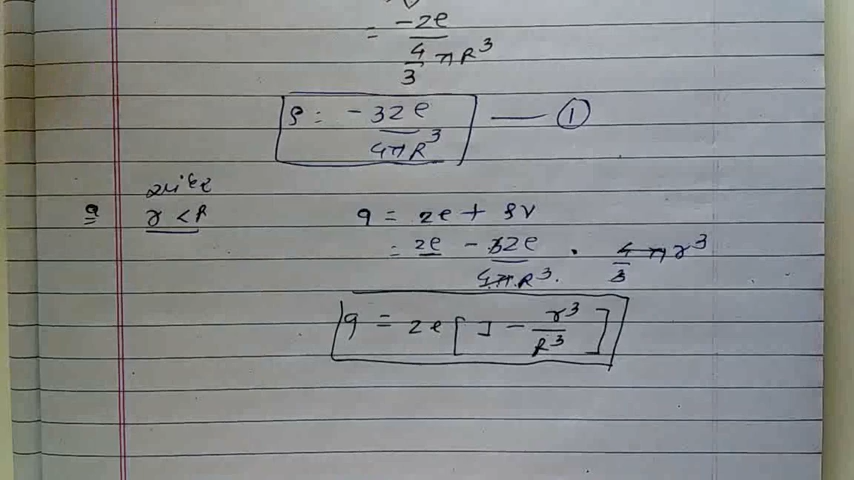 = -ze / (4/3 πR³)
ρ = -3ze / 4πR³ —— ①
a r < R q = ze + ρv
= ze - 3ze / 4πR³ · 4/3 πr³
q = ze [1 - r³/R³]